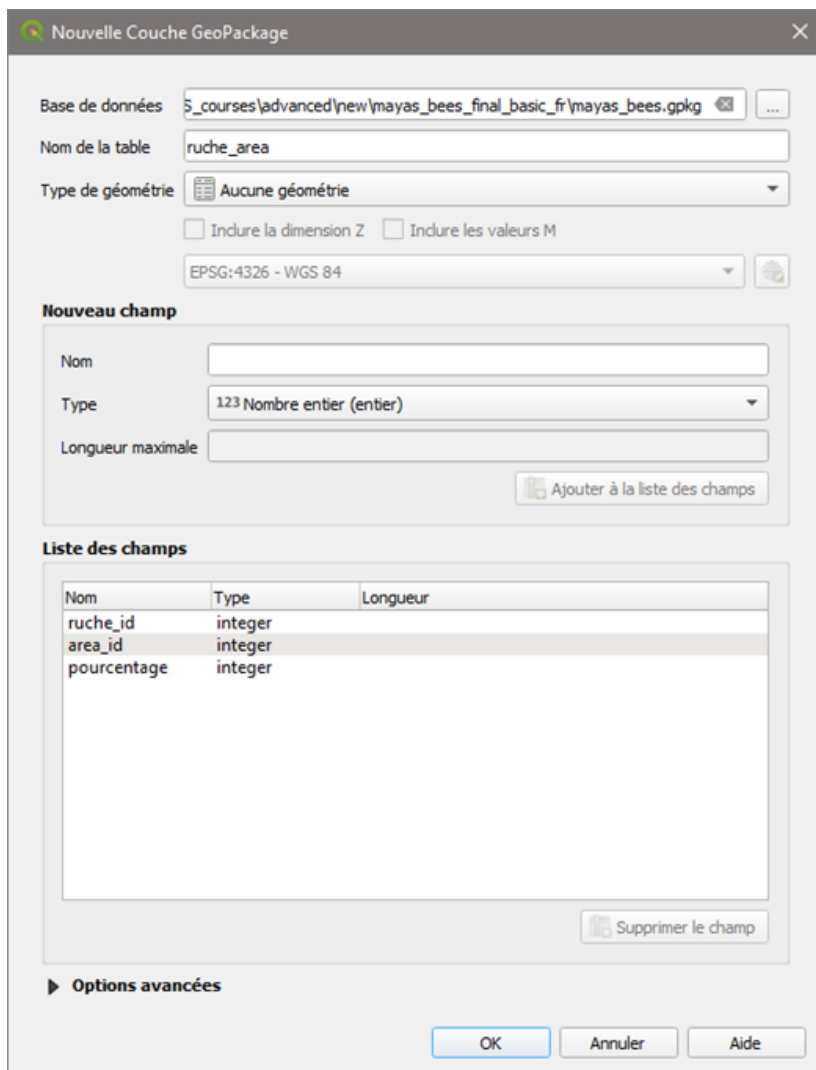 Nouvelle Couche GeoPackage
Base de données S_courses\advanced\new\mayas_bees_final_basic_fr\mayas_bees.gpkg ...
Nom de la table ruche_area
Type de géométrie Aucune géométrie
Inclure la dimension Z Inclure les valeurs M
EPSG:4326 - WGS 84
Nouveau champ
Nom
Type 123 Nombre entier (entier)
Longueur maximale
Ajouter à la liste des champs
Liste des champs
Nom Type Longueur
ruche_id integer
area_id integer
pourcentage integer
Supprimer le champ
Options avancées
OK Annuler Aide